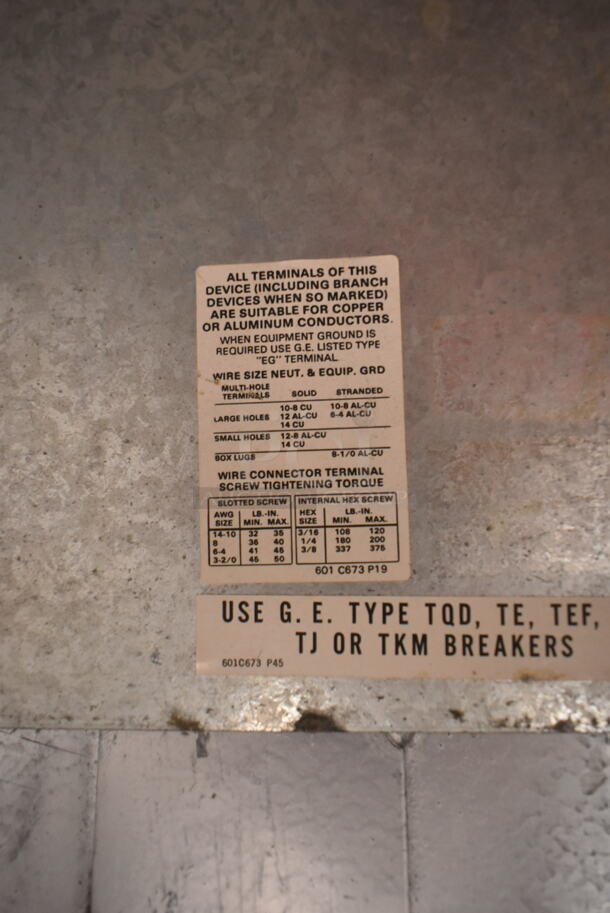 ALL TERMINALS OF THIS
DEVICE (INCLUDING BRANCH
DEVICES WHEN SO MARKED)
ARE SUITABLE FOR COPPER
OR ALUMINUM CONDUCTORS.
WHEN EQUIPMENT GROUND IS
REQUIRED USE G.E. LISTED TYPE
"EG" TERMINAL
WIRE SIZE NEUT. & EQUIP. GRD
MULTI-HOLE
TERMINALS SOLID STRANDED
10-8 CU 10-8 AL-CU
LARGE HOLES 12 AL-CU 6-4 AL-CU
14 CU
SMALL HOLES 12-8 AL-CU
14 CU
BOX LUGS 8-1/0 AL-CU
WIRE CONNECTOR TERMINAL
SCREW TIGHTENING TORQUE
SLOTTED SCREW INTERNAL HEX SCREW
AWG LB.-IN. HEX LB.-IN.
SIZE MIN. MAX. SIZE MIN. MAX.
14-10 32 35 3/16 108 120
8 36 40 1/4 180 200
6-4 41 45 3/8 337 375
3-2/0 45 50
601 C673 P19
USE G. E. TYPE TQD, TE, TEF,
TJ OR TKM BREAKERS
601C673 P45